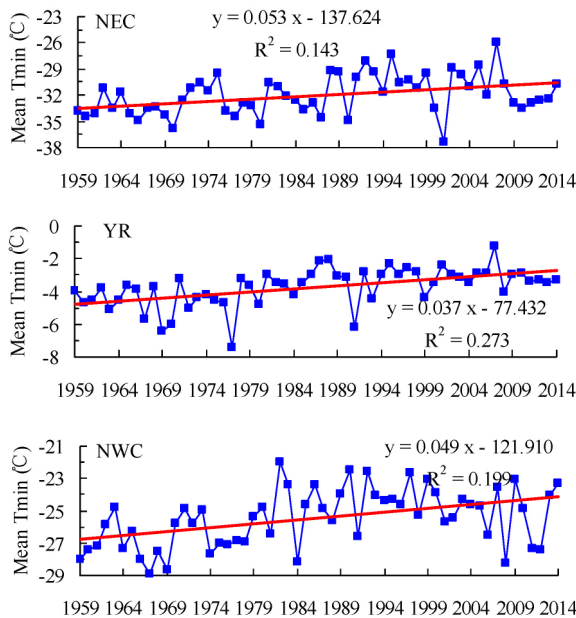 y = 0.053 x - 137.624
NEC
R² = 0.143
Mean Tmin (℃)
-23
-26
-29
-32
-35
-38
1959 1964 1969 1974 1979 1984 1989 1994 1999 2004 2009 2014
YR
Mean Tmin (℃)
0
-2
-4
-6
-8
y = 0.037 x - 77.432
R² = 0.273
1959 1964 1969 1974 1979 1984 1989 1994 1999 2004 2009 2014
NWC
y = 0.049 x - 121.910
R² = 0.199
Mean Tmin (℃)
-21
-23
-25
-27
-29
1959 1964 1969 1974 1979 1984 1989 1994 1999 2004 2009 2014